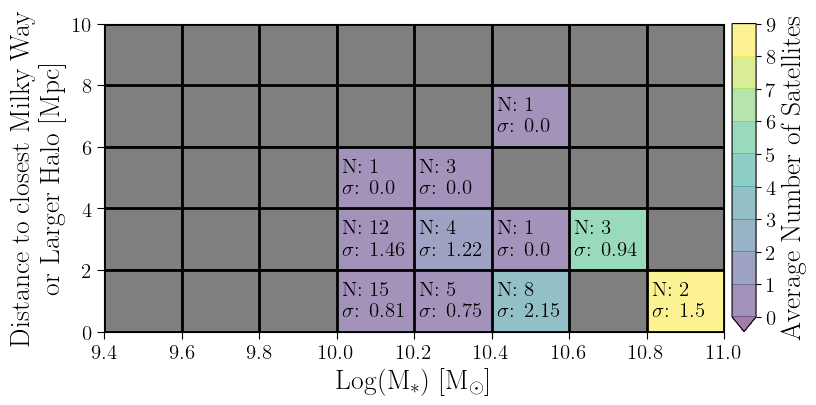 Distance to closest Milky Way
or Larger Halo [Mpc]
10
8
6
4
2
0
N: 1
σ: 0.0
N: 1
σ: 0.0
N: 3
σ: 0.0
N: 12
σ: 1.46
N: 4
σ: 1.22
N: 1
σ: 0.0
N: 3
σ: 0.94
N: 15
σ: 0.81
N: 5
σ: 0.75
N: 8
σ: 2.15
N: 2
σ: 1.5
9.4 9.6 9.8 10.0 10.2 10.4 10.6 10.8 11.0
Log(M*) [M⊙]
9
8
7
6
5
4
3
2
1
0
Average Number of Satellites